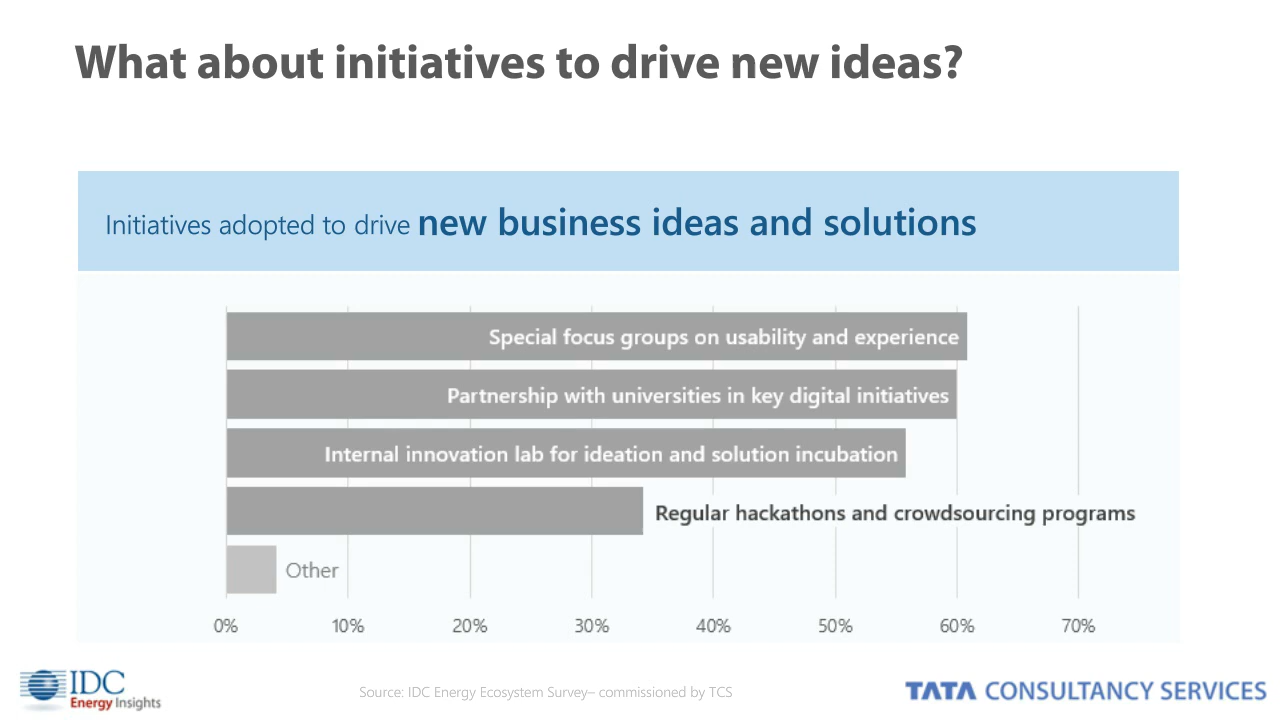 What about initiatives to drive new ideas?
Initiatives adopted to drive new business ideas and solutions
Special focus groups on usability and experience
Partnership with universities in key digital initiatives
Internal innovation lab for ideation and solution incubation
Regular hackathons and crowdsourcing programs
Other
0% 10% 20% 30% 40% 50% 60% 70%
IDC
Energy Insights
Source: IDC Energy Ecosystem Survey– commissioned by TCS
TATA CONSULTANCY SERVICES